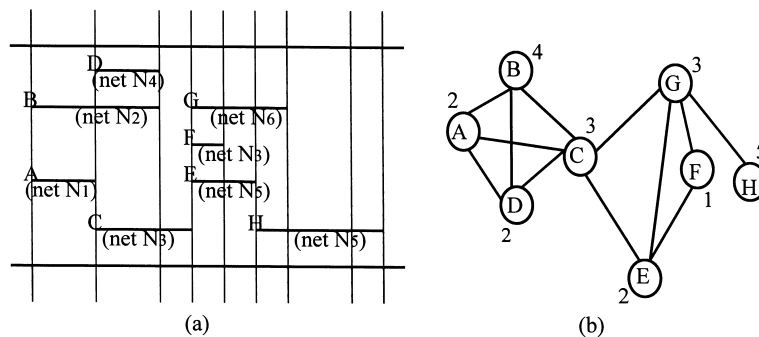 D
(net N4)
B
(net N2)
G
(net N6)
F
(net N3)
A
(net N1)
E
(net N5)
C
(net N3)
H
(net N5)
(a)
B
4
G
3
2
A
3
C
F
1
H
D
2
E
2
(b)